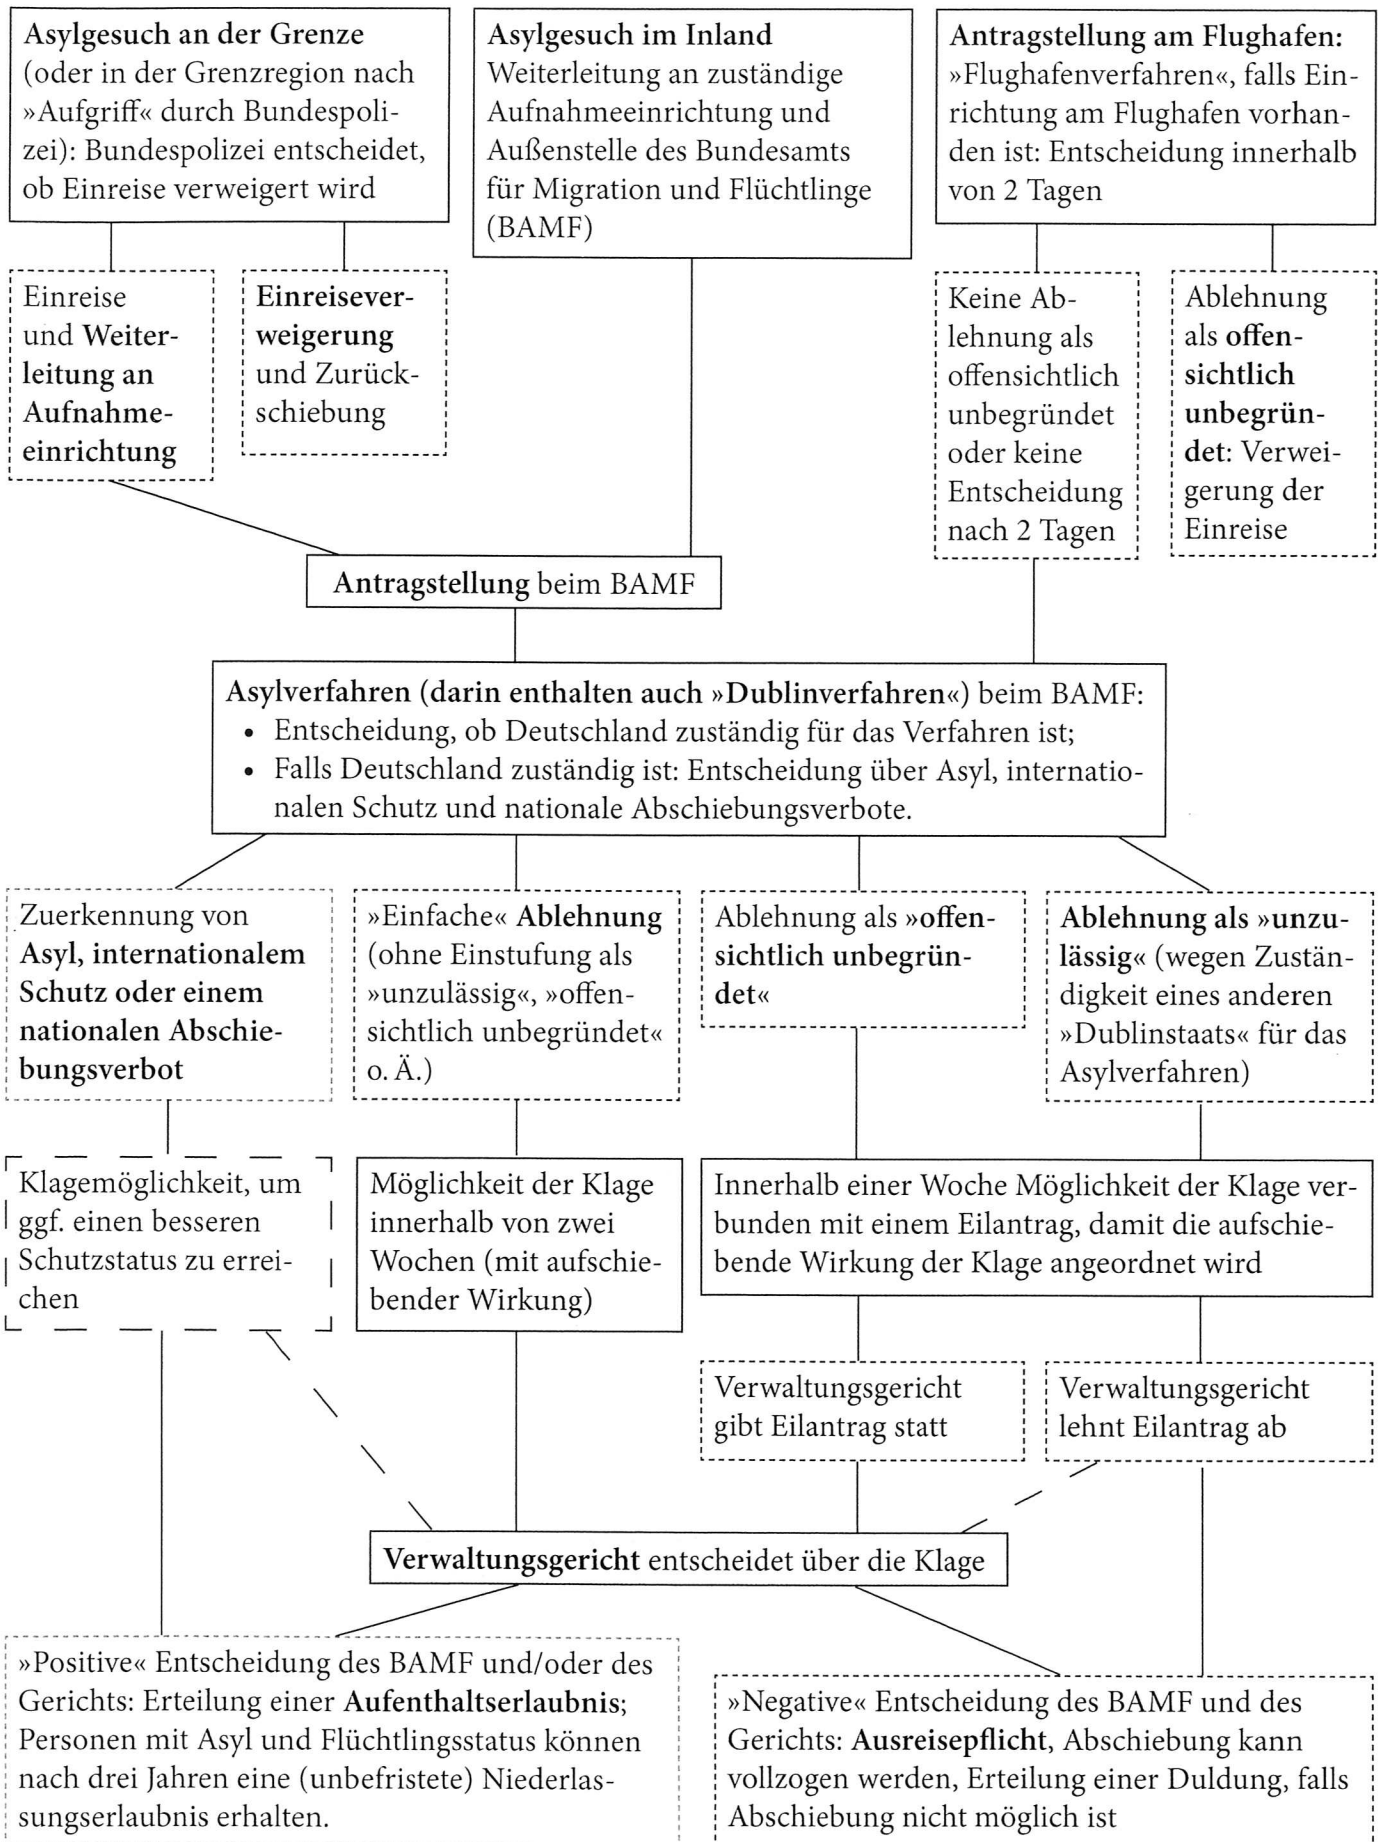 Asylgesuch an der Grenze
(oder in der Grenzregion nach
»Aufgriff« durch Bundespoli-
zei): Bundespolizei entscheidet,
ob Einreise verweigert wird
Asylgesuch im Inland
Weiterleitung an zuständige
Aufnahmeeinrichtung und
Außenstelle des Bundesamts
für Migration und Flüchtlinge
(BAMF)
Antragstellung am Flughafen:
»Flughafenverfahren«, falls Ein-
richtung am Flughafen vorhan-
den ist: Entscheidung innerhalb
von 2 Tagen
Einreise
und Weiter-
leitung an
Aufnahme-
einrichtung
Einreisever-
weigerung
und Zurück-
schiebung
Keine Ab-
lehnung als
offensichtlich
unbegründet
oder keine
Entscheidung
nach 2 Tagen
Ablehnung
als offen-
sichtlich
unbegrün-
det: Verwei-
gerung der
Einreise
Antragstellung beim BAMF
Asylverfahren (darin enthalten auch »Dublinverfahren«) beim BAMF:
• Entscheidung, ob Deutschland zuständig für das Verfahren ist;
• Falls Deutschland zuständig ist: Entscheidung über Asyl, internatio-
nalen Schutz und nationale Abschiebungsverbote.
Zuerkennung von
Asyl, internationalem
Schutz oder einem
nationalen Abschie-
bungsverbot
»Einfache« Ablehnung
(ohne Einstufung als
»unzulässig«, »offen-
sichtlich unbegründet«
o. Ä.)
Ablehnung als »offen-
sichtlich unbegrün-
det«
Ablehnung als »unzu-
lässig« (wegen Zustän-
digkeit eines anderen
»Dublinstaats« für das
Asylverfahren)
Klagemöglichkeit, um
ggf. einen besseren
Schutzstatus zu errei-
chen
Möglichkeit der Klage
innerhalb von zwei
Wochen (mit aufschie-
bender Wirkung)
Innerhalb einer Woche Möglichkeit der Klage ver-
bunden mit einem Eilantrag, damit die aufschie-
bende Wirkung der Klage angeordnet wird
Verwaltungsgericht
gibt Eilantrag statt
Verwaltungsgericht
lehnt Eilantrag ab
Verwaltungsgericht entscheidet über die Klage
»Positive« Entscheidung des BAMF und/oder des
Gerichts: Erteilung einer Aufenthaltserlaubnis;
Personen mit Asyl und Flüchtlingsstatus können
nach drei Jahren eine (unbefristete) Niederlas-
sungserlaubnis erhalten.
»Negative« Entscheidung des BAMF und des
Gerichts: Ausreisepflicht, Abschiebung kann
vollzogen werden, Erteilung einer Duldung, falls
Abschiebung nicht möglich ist